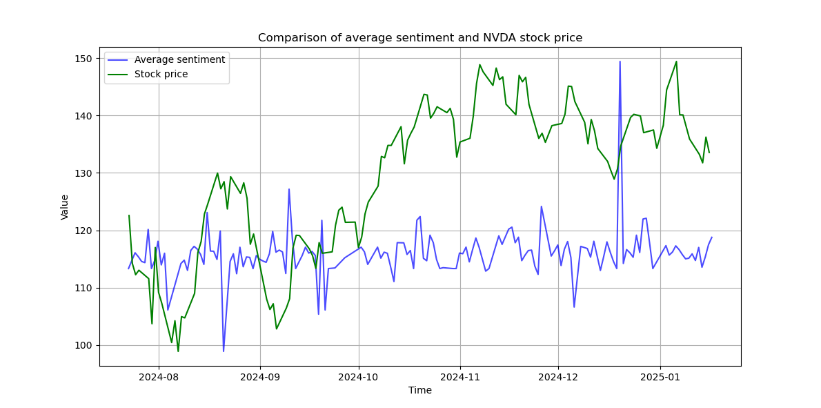 Comparison of average sentiment and NVDA stock price
Average sentiment
Stock price
150
140
130
120
110
100
Value
2024-08
2024-09
2024-10
2024-11
2024-12
2025-01
Time